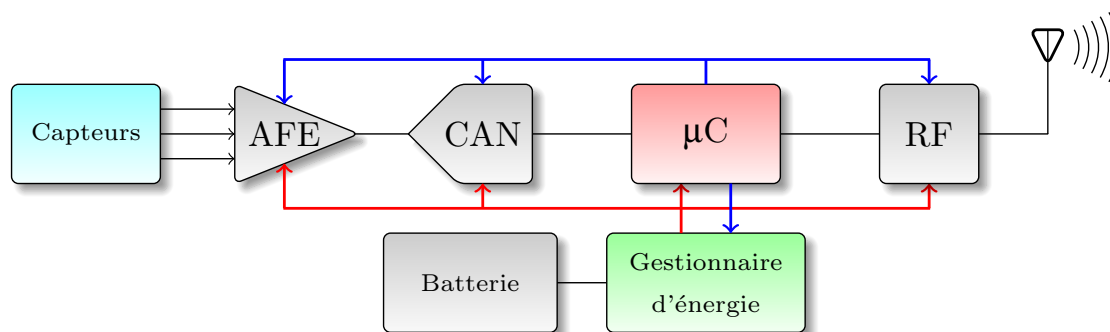 Capteurs
AFE
CAN
µC
RF
Batterie
Gestionnaire
d'énergie